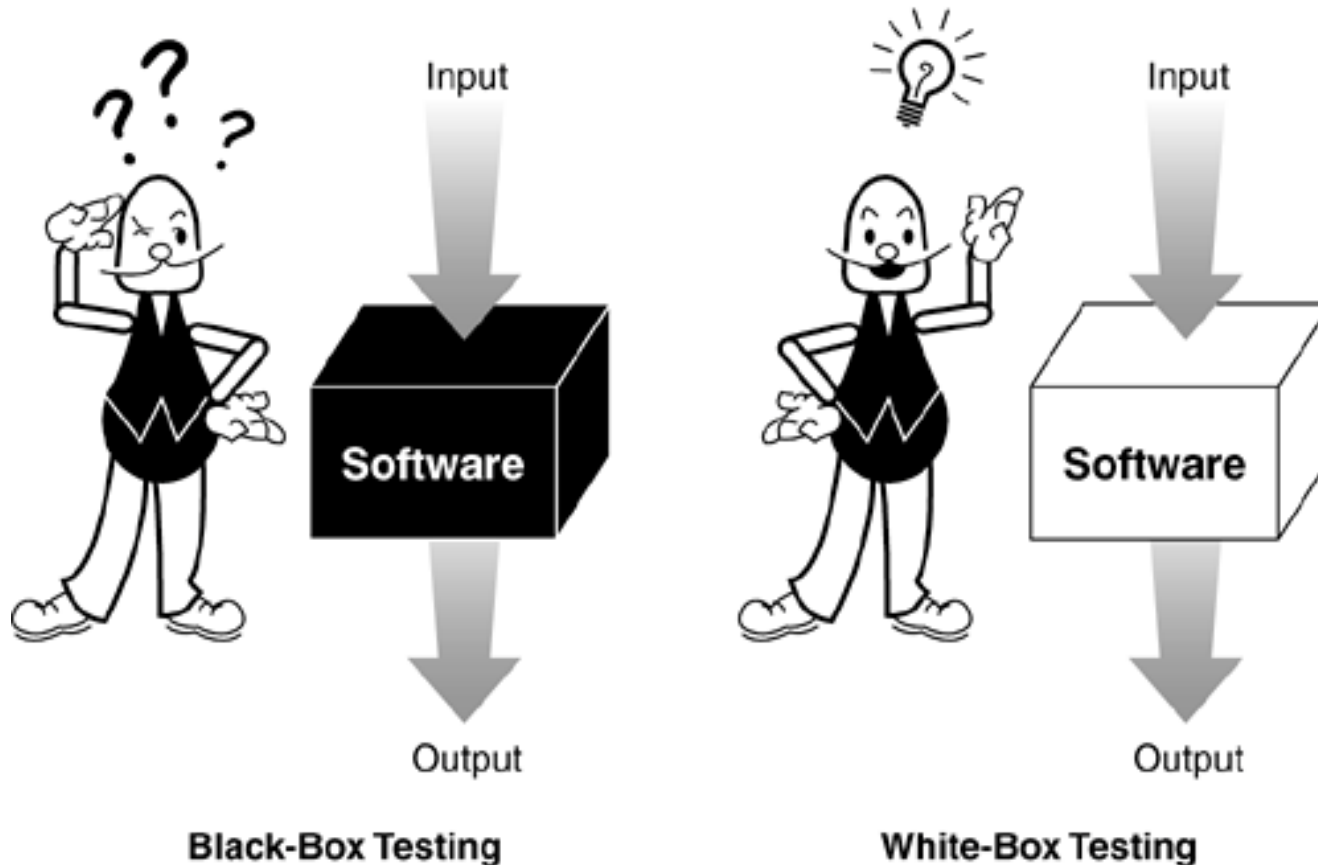 ???
Input
Software
Output
Black-Box Testing
Input
Software
Output
White-Box Testing